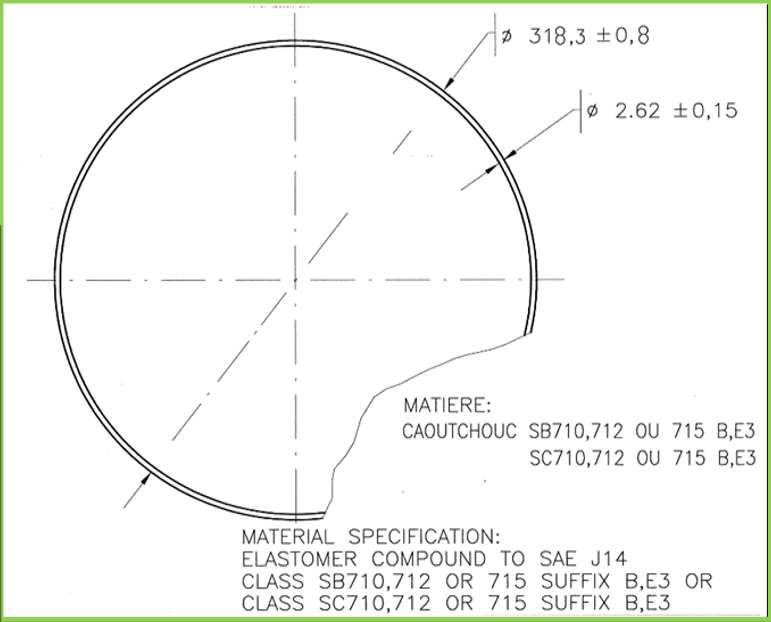 ⌀ 318,3 ±0,8
⌀ 2.62 ±0,15
MATIERE:
CAOUTCHOUC SB710,712 OU 715 B,E3
SC710,712 OU 715 B,E3
MATERIAL SPECIFICATION:
ELASTOMER COMPOUND TO SAE J14
CLASS SB710,712 OR 715 SUFFIX B,E3 OR
CLASS SC710,712 OR 715 SUFFIX B,E3